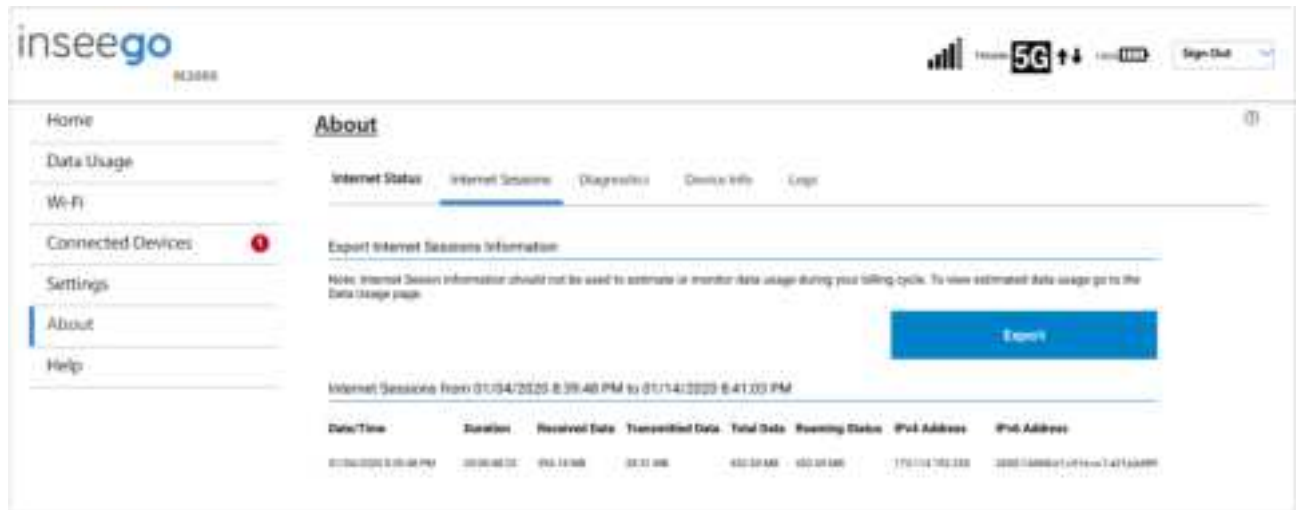 inseego
5G
Sign Out
Home
About
Data Usage
Internet Status Internet Sessions Diagnostics Device Info Logs
Wi-Fi
Connected Devices 1
Export Internet Sessions Information
Settings
Note: Internet Sesion information should not be used to estimate or monitor data usage during your billing cycle. To view estimated data usage go to the
Data Usage page.
About
Export
Help
Internet Sessions from 01/04/2020 8:39:48 PM to 01/14/2020 8:41:03 PM
Date/Time Duration Received Data Transmitted Data Total Data Roaming Status IPv4 Address IPv6 Address